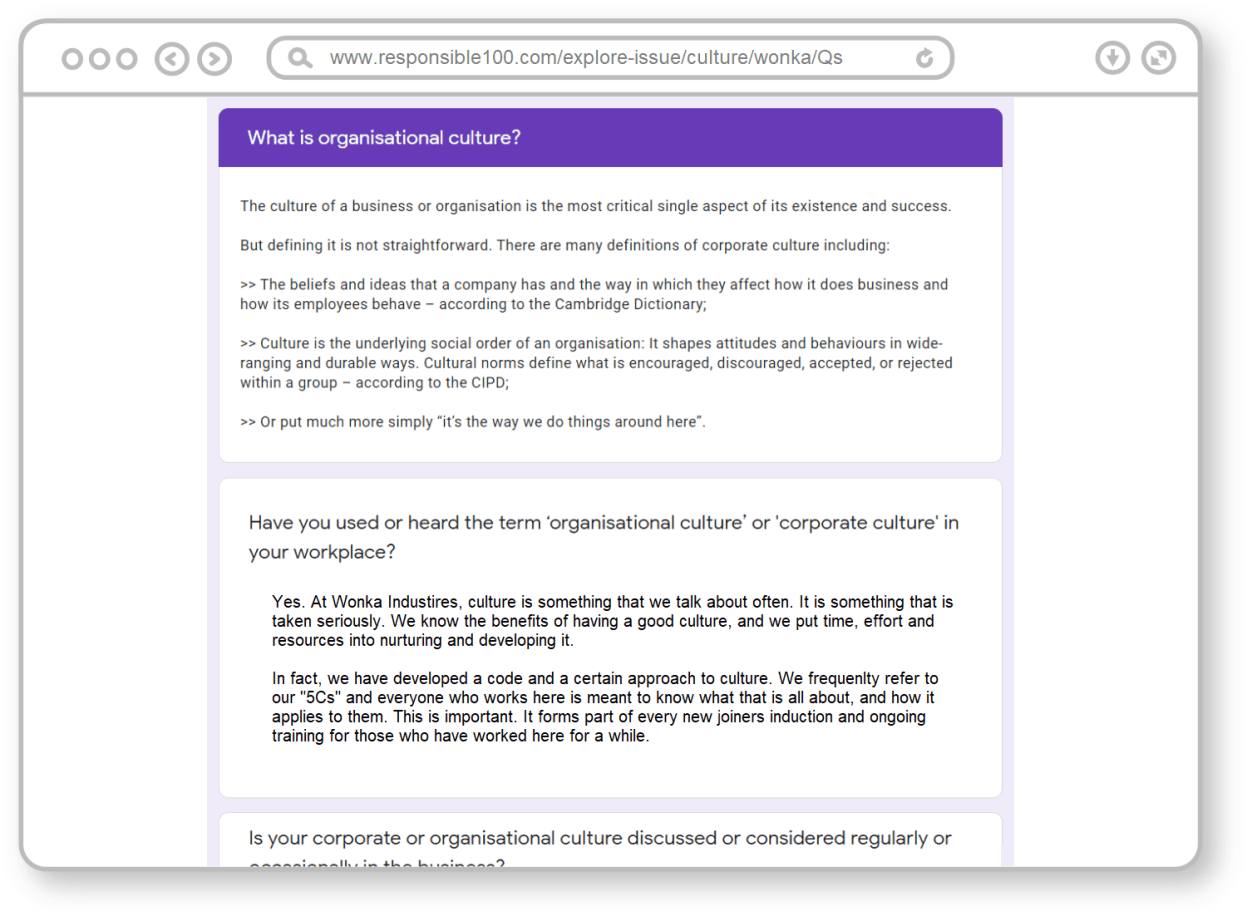 www.responsible100.com/explore-issue/culture/wonka/Qs
What is organisational culture?
The culture of a business or organisation is the most critical single aspect of its existence and success.
But defining it is not straightforward. There are many definitions of corporate culture including:
>> The beliefs and ideas that a company has and the way in which they affect how it does business and
how its employees behave – according to the Cambridge Dictionary;
>> Culture is the underlying social order of an organisation: It shapes attitudes and behaviours in wide-
ranging and durable ways. Cultural norms define what is encouraged, discouraged, accepted, or rejected
within a group – according to the CIPD;
>> Or put much more simply “it’s the way we do things around here”.
Have you used or heard the term ‘organisational culture’ or 'corporate culture' in
your workplace?
Yes. At Wonka Industires, culture is something that we talk about often. It is something that is
taken seriously. We know the benefits of having a good culture, and we put time, effort and
resources into nurturing and developing it.
In fact, we have developed a code and a certain approach to culture. We frequenlty refer to
our "5Cs" and everyone who works here is meant to know what that is all about, and how it
applies to them. This is important. It forms part of every new joiners induction and ongoing
training for those who have worked here for a while.
Is your corporate or organisational culture discussed or considered regularly or
occasionally in the business?